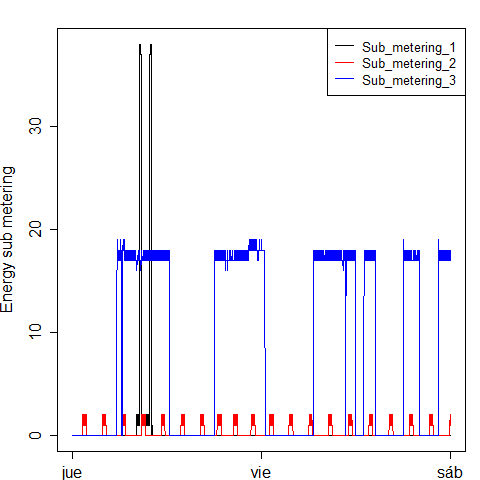 Sub_metering_1
Sub_metering_2
Sub_metering_3
Energy sub metering
30
20
10
0
jue vie sáb